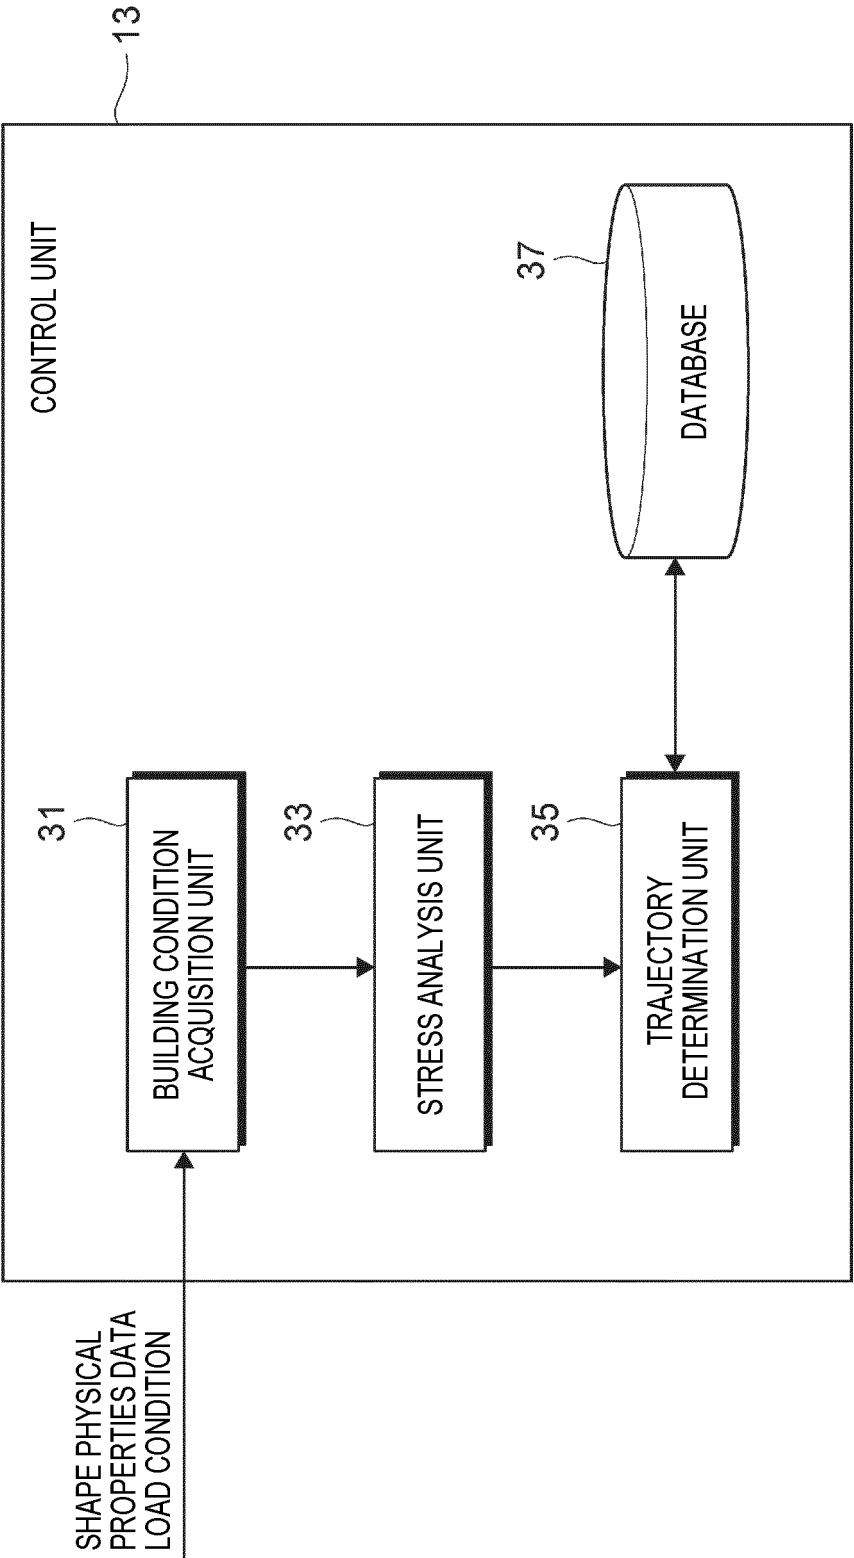 13
CONTROL UNIT
SHAPE PHYSICAL
PROPERTIES DATA
LOAD CONDITION
31
BUILDING CONDITION
ACQUISITION UNIT
33
STRESS ANALYSIS UNIT
35
TRAJECTORY
DETERMINATION UNIT
37
DATABASE